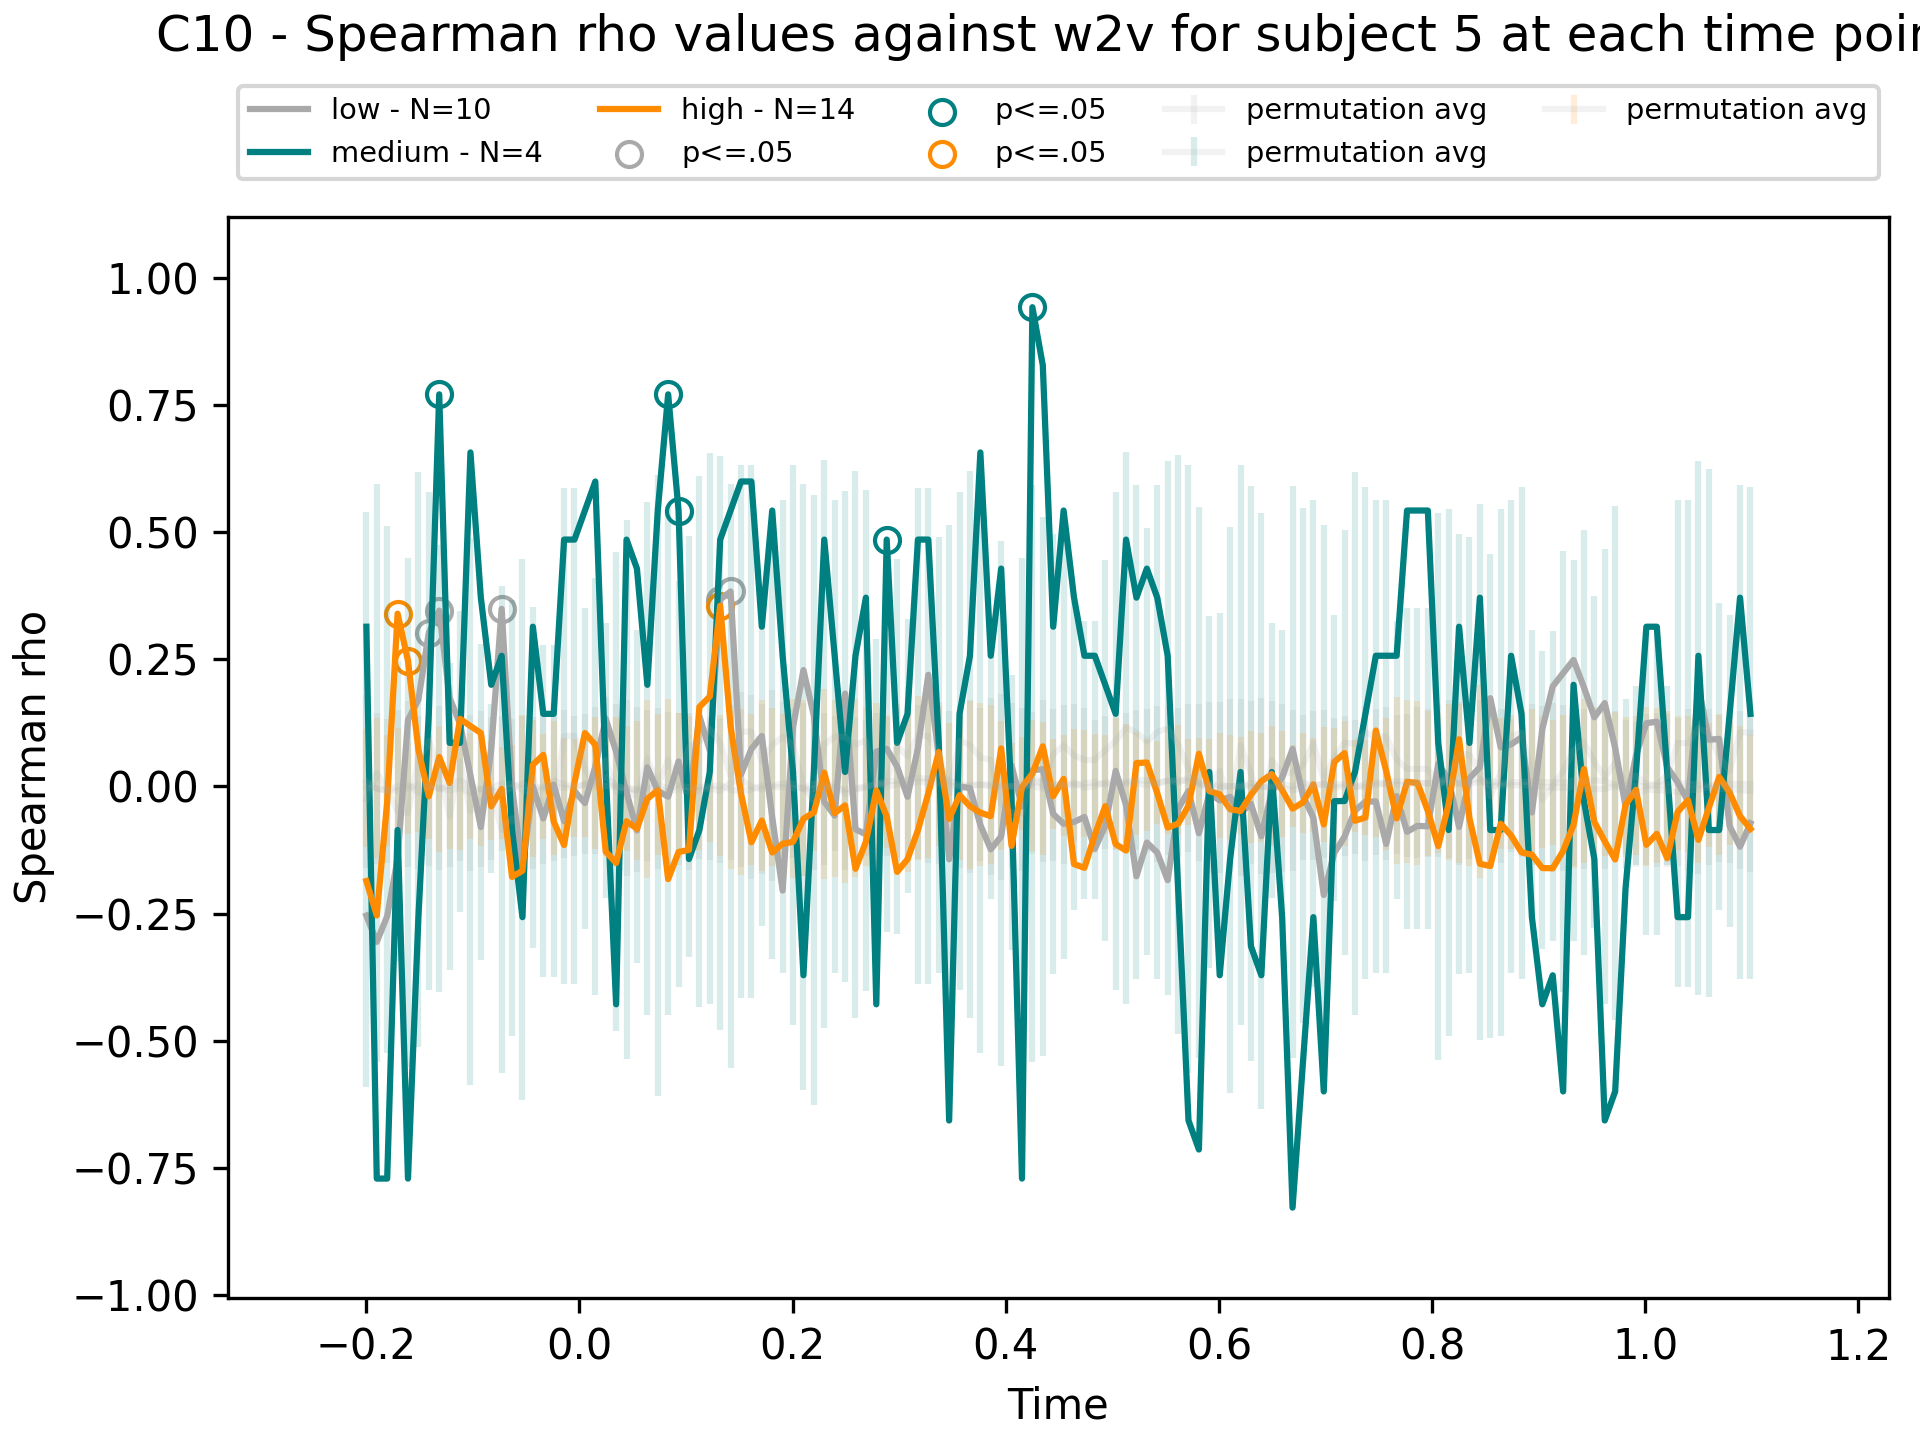 C10 - Spearman rho values against w2v for subject 5 at each time poin
low - N=10
medium - N=4
high - N=14
p<=.05
p<=.05
p<=.05
permutation avg
permutation avg
permutation avg
1.00
0.75
0.50
0.25
0.00
−0.25
−0.50
−0.75
−1.00
Spearman rho
−0.2 0.0 0.2 0.4 0.6 0.8 1.0 1.2
Time